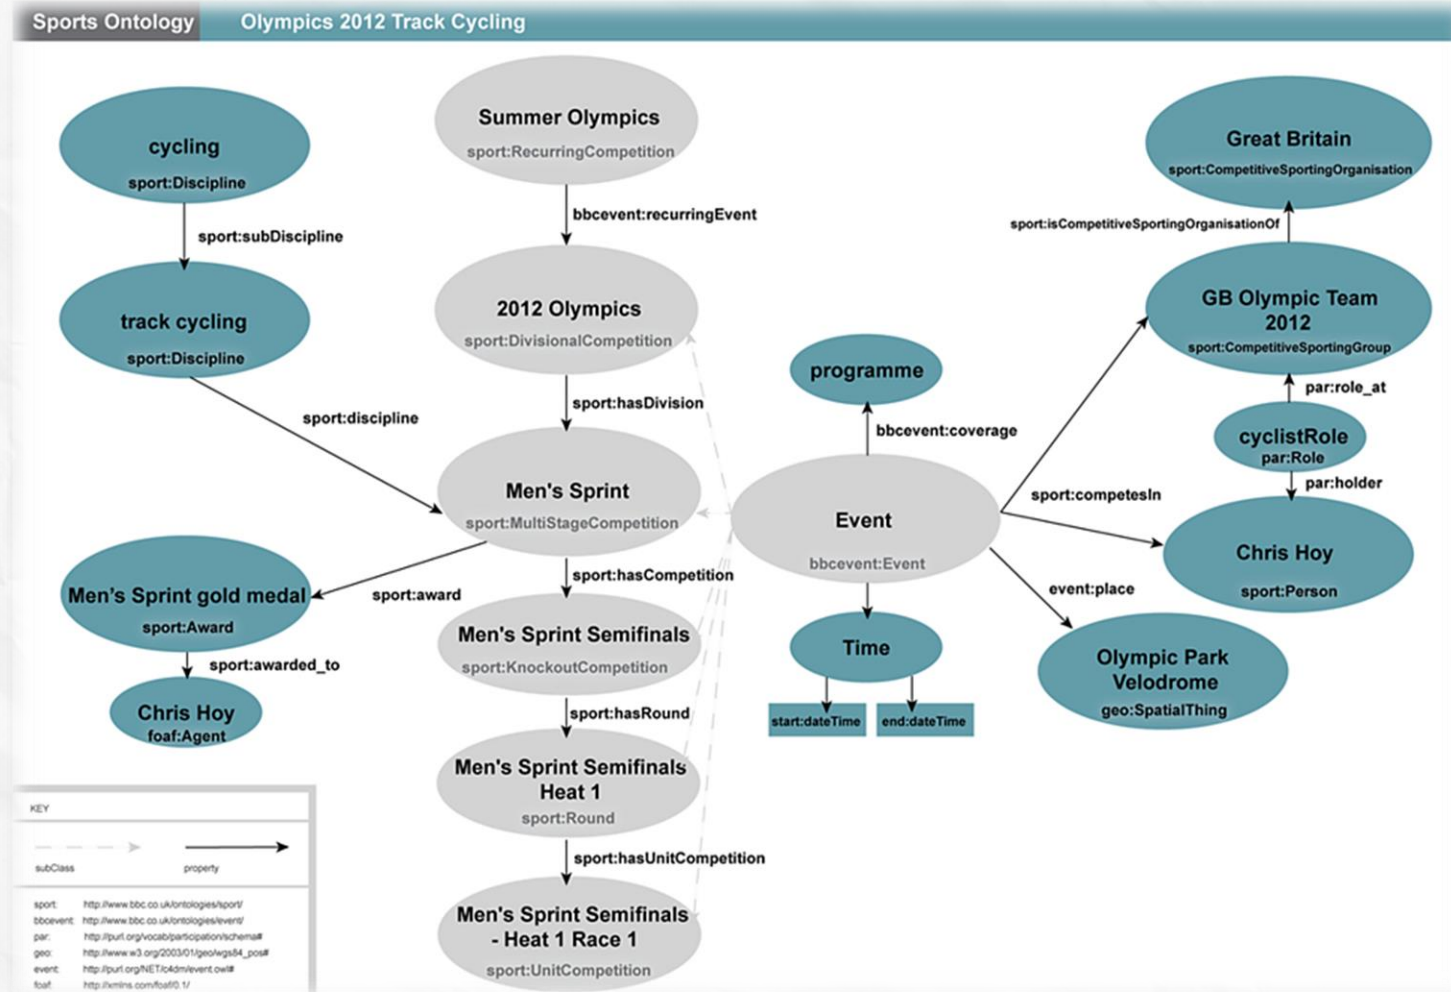 Sports Ontology
Olympics 2012 Track Cycling
cycling
sport:Discipline
sport:subDiscipline
track cycling
sport:Discipline
sport:discipline
Men's Sprint gold medal
sport:Award
sport:awarded_to
Chris Hoy
foaf:Agent
sport:award
Summer Olympics
sport:RecurringCompetition
bbcevent:recurringEvent
2012 Olympics
sport:DivisionalCompetition
sport:hasDivision
Men's Sprint
sport:MultiStageCompetition
sport:hasCompetition
Men's Sprint Semifinals
sport:KnockoutCompetition
sport:hasRound
Men's Sprint Semifinals
Heat 1
sport:Round
sport:hasUnitCompetition
Men's Sprint Semifinals
- Heat 1 Race 1
sport:UnitCompetition
programme
bbcevent:coverage
Event
bbcevent:Event
Time
start:dateTime
end:dateTime
Great Britain
sport:CompetitiveSportingOrganisation
sport:isCompetitiveSportingOrganisationOf
GB Olympic Team
2012
sport:CompetitiveSportingGroup
par:role_at
cyclistRole
par:Role
par:holder
sport:competesIn
Chris Hoy
sport:Person
event:place
Olympic Park
Velodrome
geo:SpatialThing
KEY
subClass
property
sport: http://www.bbc.co.uk/ontologies/sport/
bbcevent: http://www.bbc.co.uk/ontologies/event/
par: http://purl.org/vocab/participation/schema#
geo: http://www.w3.org/2003/01/geo/wgs84_pos#
event: http://purl.org/NET/c4dm/event.owl#
foaf: http://xmlns.com/foaf/0.1/